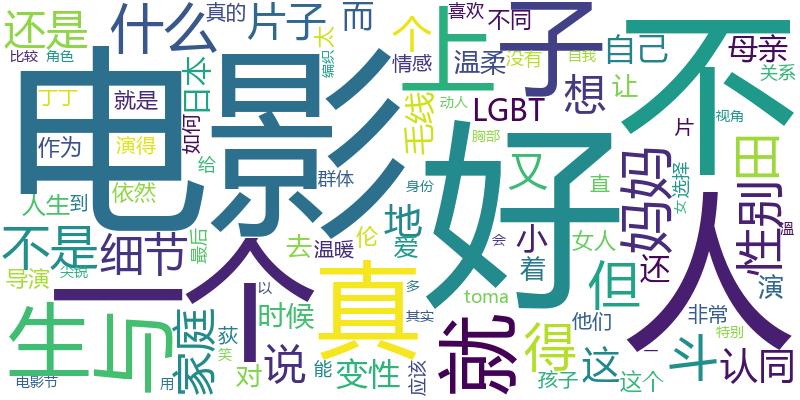 还是
什么
真的
片子
而
个
上
子
喜欢
不同
不
比较
角色
太
编织
情感
温柔
没有
自我
自己
母亲
关系
丁丁
就是
日本
如何
电影
毛线
动人
LGBT
想
让
视角
片
作为
演得
给
胸部
好
人
田
依然
群体
身份
又
妈妈
直
选择
女
性别
人生
到
最后
一个
地
温暖
伦
爱
小
着
女人
还
溫
不是
细节
去
会
但
演
导演
尖锐
以
真
多
toma
他们
非常
特别
生
与
家庭
荻
笑
时候
其实
就
得
这
斗
一
认同
对
说
能
变性
应该
孩子
这个
电影节
用